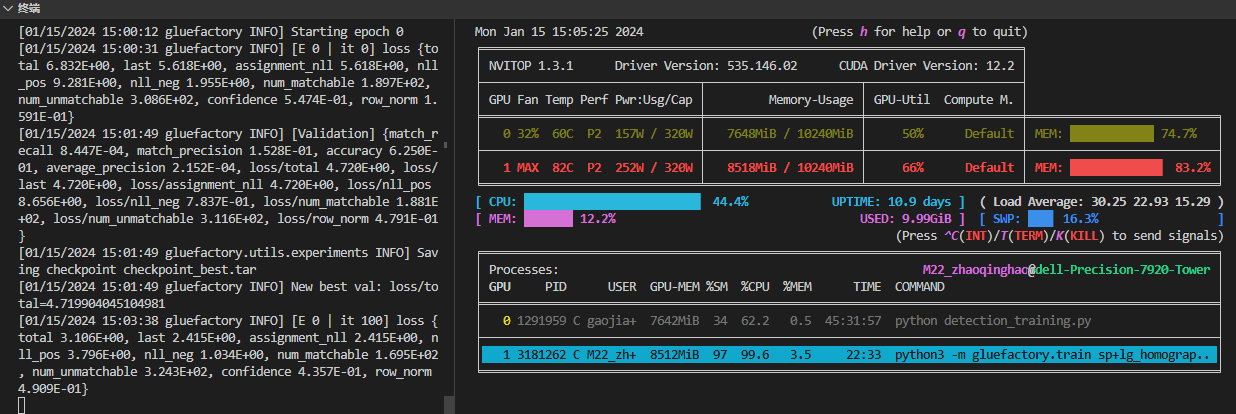 终端
[01/15/2024 15:00:12 gluefactory INFO] Starting epoch 0
[01/15/2024 15:00:31 gluefactory INFO] [E 0 | it 0] loss {to
tal 6.832E+00, last 5.618E+00, assignment_nll 5.618E+00, nll
_pos 9.281E+00, nll_neg 1.955E+00, num_matchable 1.897E+02,
num_unmatchable 3.086E+02, confidence 5.474E-01, row_norm 1.
591E-01}
[01/15/2024 15:01:49 gluefactory INFO] [Validation] {match_r
ecall 8.447E-04, match_precision 1.528E-01, accuracy 6.250E-
01, average_precision 2.152E-04, loss/total 4.720E+00, loss/
last 4.720E+00, loss/assignment_nll 4.720E+00, loss/nll_pos
8.656E+00, loss/nll_neg 7.837E-01, loss/num_matchable 1.881E
+02, loss/num_unmatchable 3.116E+02, loss/row_norm 4.791E-01
}
[01/15/2024 15:01:49 gluefactory.utils.experiments INFO] Sav
ing checkpoint checkpoint_best.tar
[01/15/2024 15:01:49 gluefactory INFO] New best val: loss/to
tal=4.719904045104981
[01/15/2024 15:03:38 gluefactory INFO] [E 0 | it 100] loss {
total 3.106E+00, last 2.415E+00, assignment_nll 2.415E+00, n
ll_pos 3.796E+00, nll_neg 1.034E+00, num_matchable 1.695E+02
, num_unmatchable 3.243E+02, confidence 4.357E-01, row_norm
4.909E-01}
Mon Jan 15 15:05:25 2024 (Press h for help or q to quit)
NVITOP 1.3.1 Driver Version: 535.146.02 CUDA Driver Version: 12.2
GPU Fan Temp Perf Pwr:Usg/Cap Memory-Usage GPU-Util Compute M.
0 32% 60C P2 157W / 320W 7648MiB / 10240MiB 50% Default MEM: 74.7%
1 MAX 82C P2 252W / 320W 8518MiB / 10240MiB 66% Default MEM: 83.2%
[ CPU: 44.4% UPTIME: 10.9 days ] ( Load Average: 30.25 22.93 15.29 )
[ MEM: 12.2% USED: 9.99GiB ] [ SWP: 16.3% ]
(Press ^C(INT)/T(TERM)/K(KILL) to send signals)
Processes: M22_zhaoqinghao@dell-Precision-7920-Tower
GPU PID USER GPU-MEM %SM %CPU %MEM TIME COMMAND
0 1291959 C gaojia+ 7642MiB 34 62.2 0.5 45:31:57 python detection_training.py
1 3181262 C M22_zh+ 8512MiB 97 99.6 3.5 22:33 python3 -m gluefactory.train sp+lg_homograp..